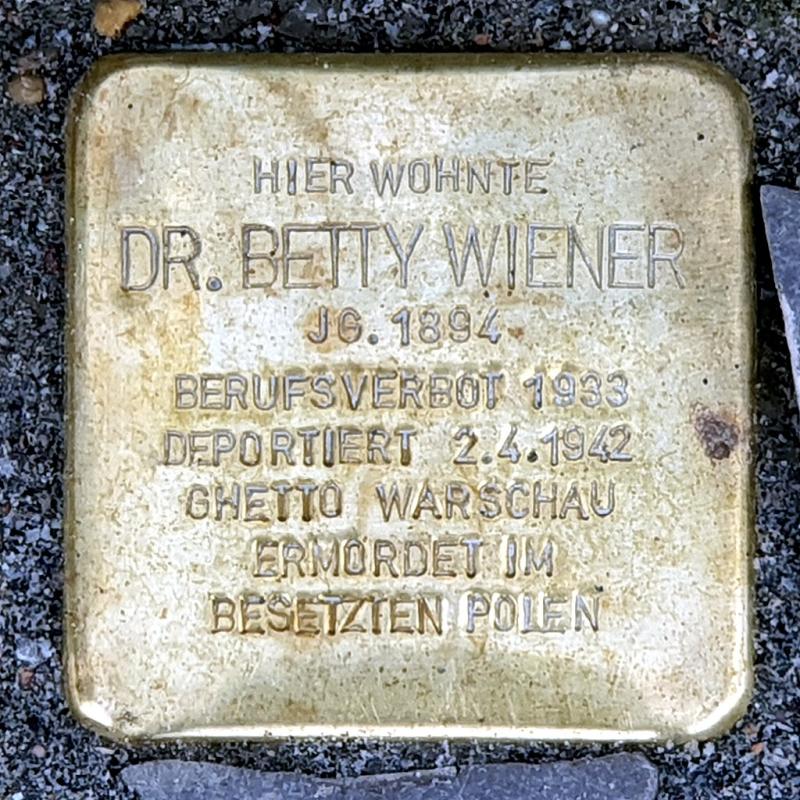 HIER WOHNTE
DR. BETTY WIENER
JG. 1894
BERUFSVERBOT 1933
DEPORTIERT 2.4.1942
GHETTO WARSCHAU
ERMORDET IM
BESETZTEN POLEN